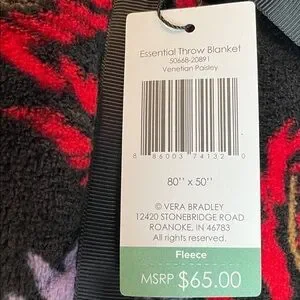 Essential Throw Blanket
50668-20891
Venetian Paisley
8 86003 74132 0
80'' x 50''
© VERA BRADLEY
12420 STONEBRIDGE ROAD
ROANOKE, IN 46783
All rights reserved.
Fleece
MSRP $65.00